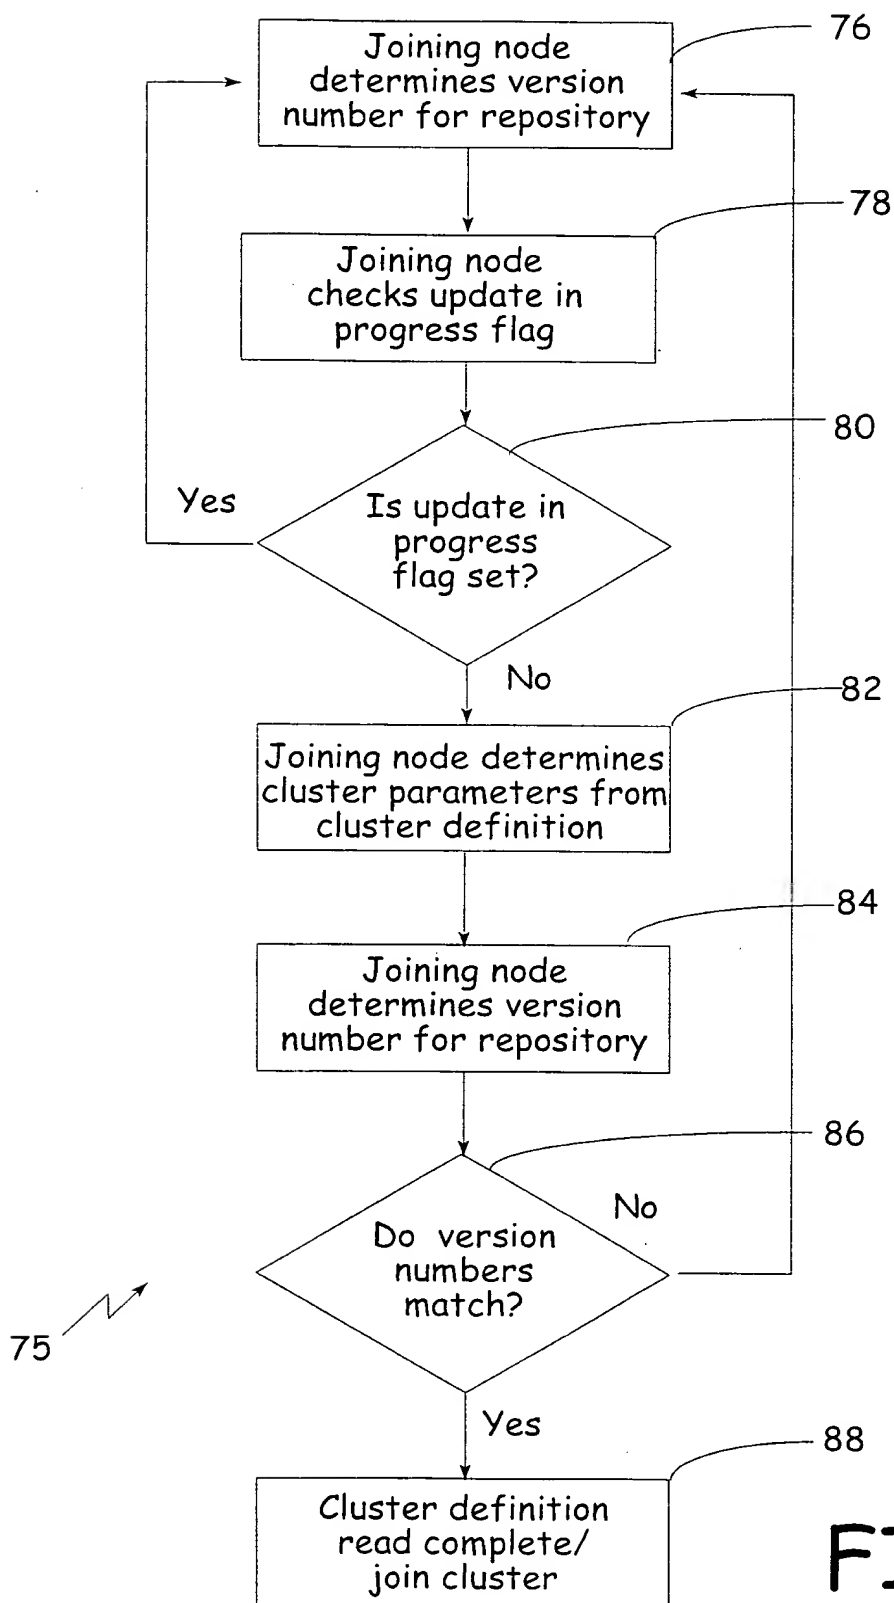 Joining node
determines version
number for repository
76
Joining node
checks update in
progress flag
78
Is update in
progress
flag set?
80
Yes
No
Joining node determines
cluster parameters from
cluster definition
82
Joining node
determines version
number for repository
84
Do version
numbers
match?
86
No
75
Yes
Cluster definition
read complete/
join cluster
88